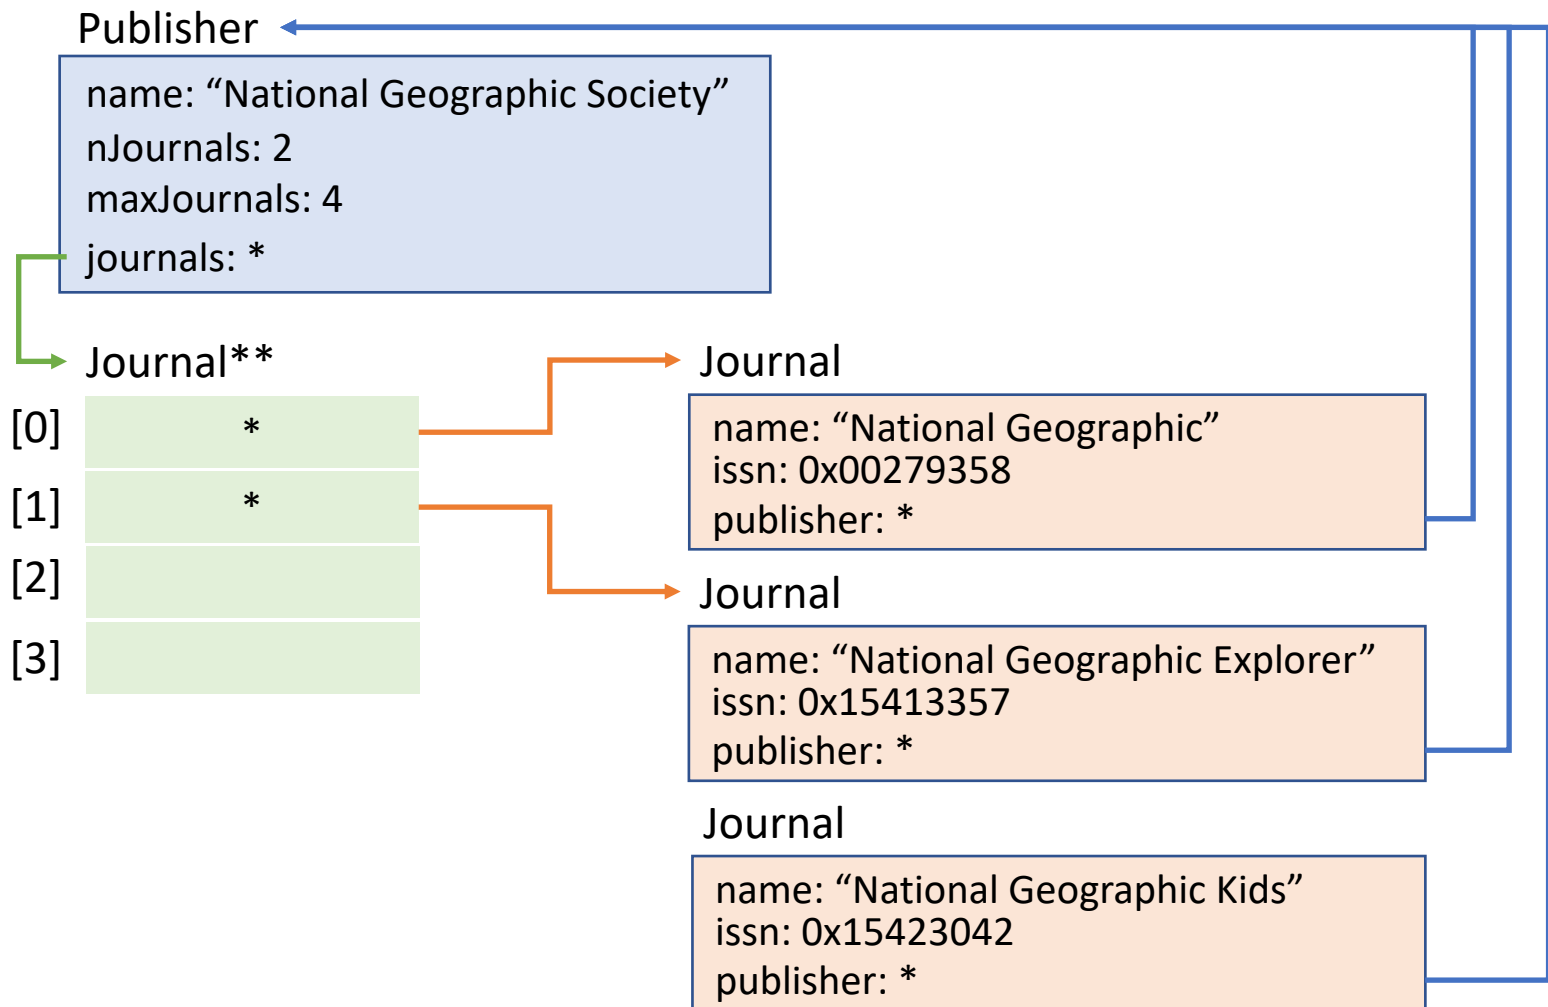 Publisher
name: “National Geographic Society”
nJournals: 2
maxJournals: 4
journals: *
Journal**
[0]
*
[1]
*
[2]
[3]
Journal
name: “National Geographic”
issn: 0x00279358
publisher: *
Journal
name: “National Geographic Explorer”
issn: 0x15413357
publisher: *
Journal
name: “National Geographic Kids”
issn: 0x15423042
publisher: *